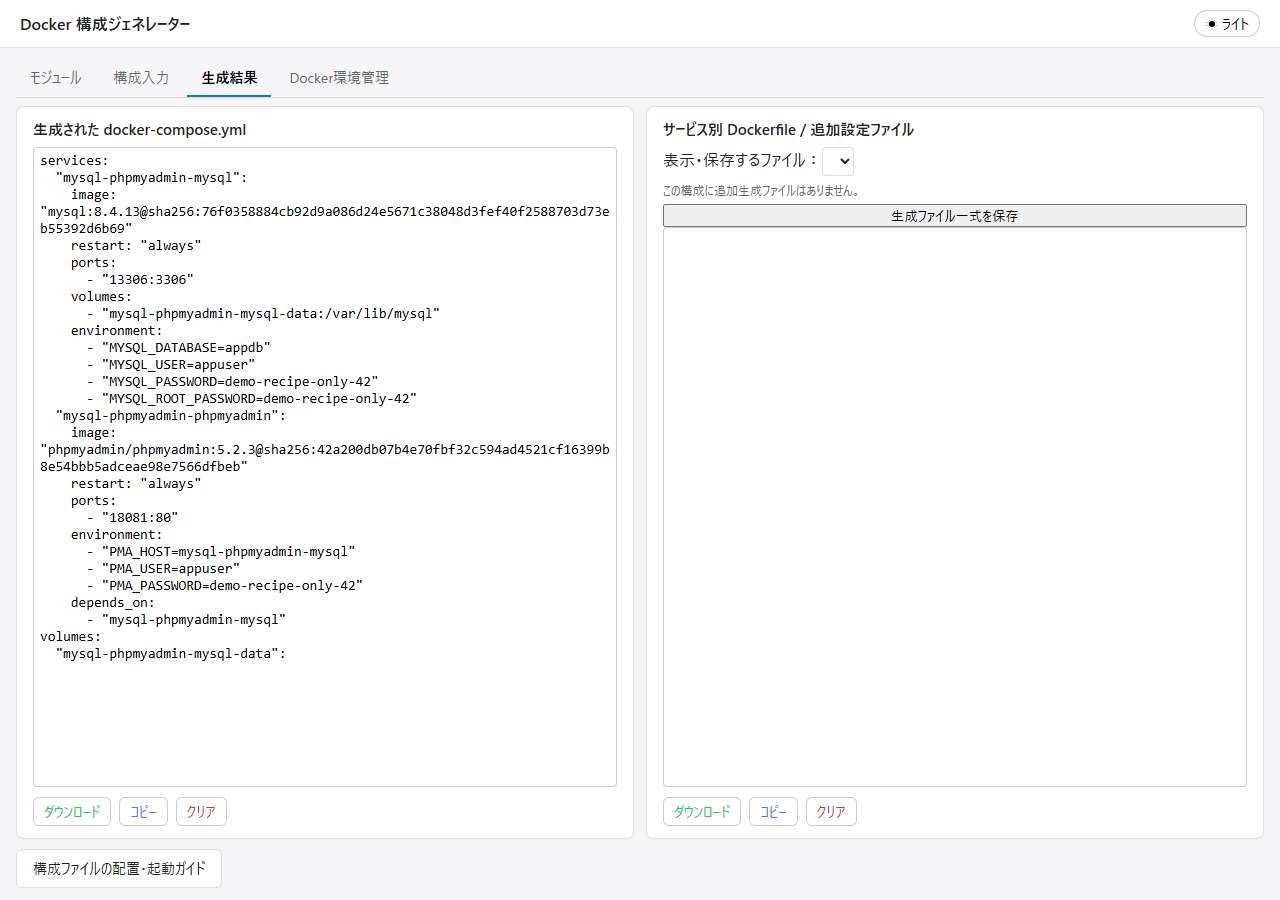 Docker 構成ジェネレーター
ライト
モジュール 構成入力 生成結果 Docker環境管理
生成された docker-compose.yml
services:
  "mysql-phpmyadmin-mysql":
    image:
"mysql:8.4.13@sha256:76f0358884cb92d9a086d24e5671c38048d3fef40f2588703d73e
b55392d6b69"
    restart: "always"
    ports:
      - "13306:3306"
    volumes:
      - "mysql-phpmyadmin-mysql-data:/var/lib/mysql"
    environment:
      - "MYSQL_DATABASE=appdb"
      - "MYSQL_USER=appuser"
      - "MYSQL_PASSWORD=demo-recipe-only-42"
      - "MYSQL_ROOT_PASSWORD=demo-recipe-only-42"
  "mysql-phpmyadmin-phpmyadmin":
    image:
"phpmyadmin/phpmyadmin:5.2.3@sha256:42a200db07b4e70fbf32c594ad4521cf16399b
8e54bbb5adceae98e7566dfbeb"
    restart: "always"
    ports:
      - "18081:80"
    environment:
      - "PMA_HOST=mysql-phpmyadmin-mysql"
      - "PMA_USER=appuser"
      - "PMA_PASSWORD=demo-recipe-only-42"
    depends_on:
      - "mysql-phpmyadmin-mysql"
volumes:
  "mysql-phpmyadmin-mysql-data":
ダウンロード コピー クリア
サービス別 Dockerfile / 追加設定ファイル
表示・保存するファイル：
この構成に追加生成ファイルはありません。
生成ファイル一式を保存
ダウンロード コピー クリア
構成ファイルの配置・起動ガイド